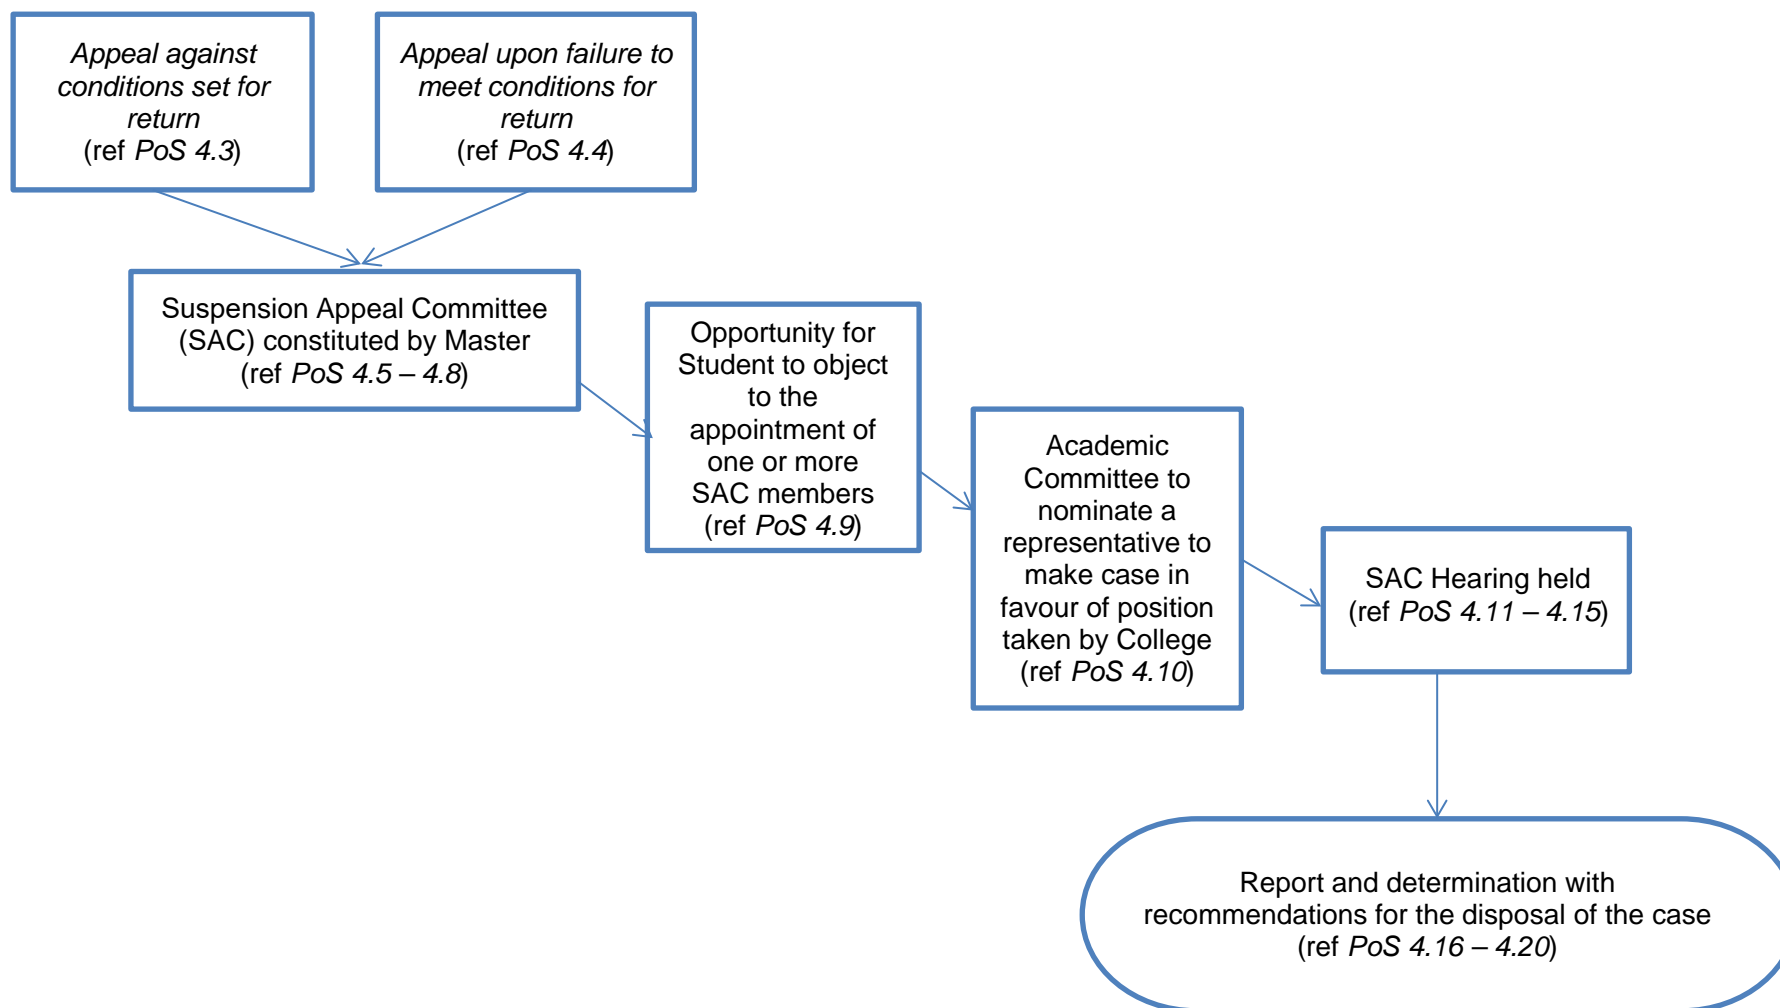 Appeal against
conditions set for
return
(ref PoS 4.3)
Appeal upon failure to
meet conditions for
return
(ref PoS 4.4)
Suspension Appeal Committee
(SAC) constituted by Master
(ref PoS 4.5 – 4.8)
Opportunity for
Student to object
to the
appointment of
one or more
SAC members
(ref PoS 4.9)
Academic
Committee to
nominate a
representative to
make case in
favour of position
taken by College
(ref PoS 4.10)
SAC Hearing held
(ref PoS 4.11 – 4.15)
Report and determination with
recommendations for the disposal of the case
(ref PoS 4.16 – 4.20)